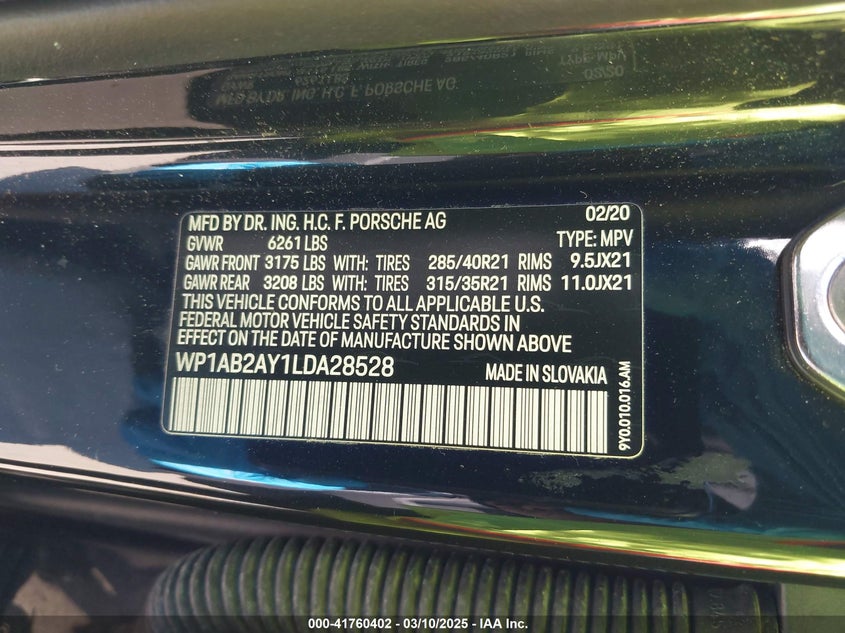 MFD BY DR. ING. H.C. F. PORSCHE AG 02/20
GVWR 6261 LBS TYPE: MPV
GAWR FRONT 3175 LBS WITH: TIRES 285/40R21 RIMS 9.5JX21
GAWR REAR 3208 LBS WITH: TIRES 315/35R21 RIMS 11.0JX21
THIS VEHICLE CONFORMS TO ALL APPLICABLE U.S.
FEDERAL MOTOR VEHICLE SAFETY STANDARDS IN
EFFECT ON THE DATE OF MANUFACTURE SHOWN ABOVE
WP1AB2AY1LDA28528 MADE IN SLOVAKIA
9Y0.010.016.AM
000-41760402 - 03/10/2025 - IAA Inc.